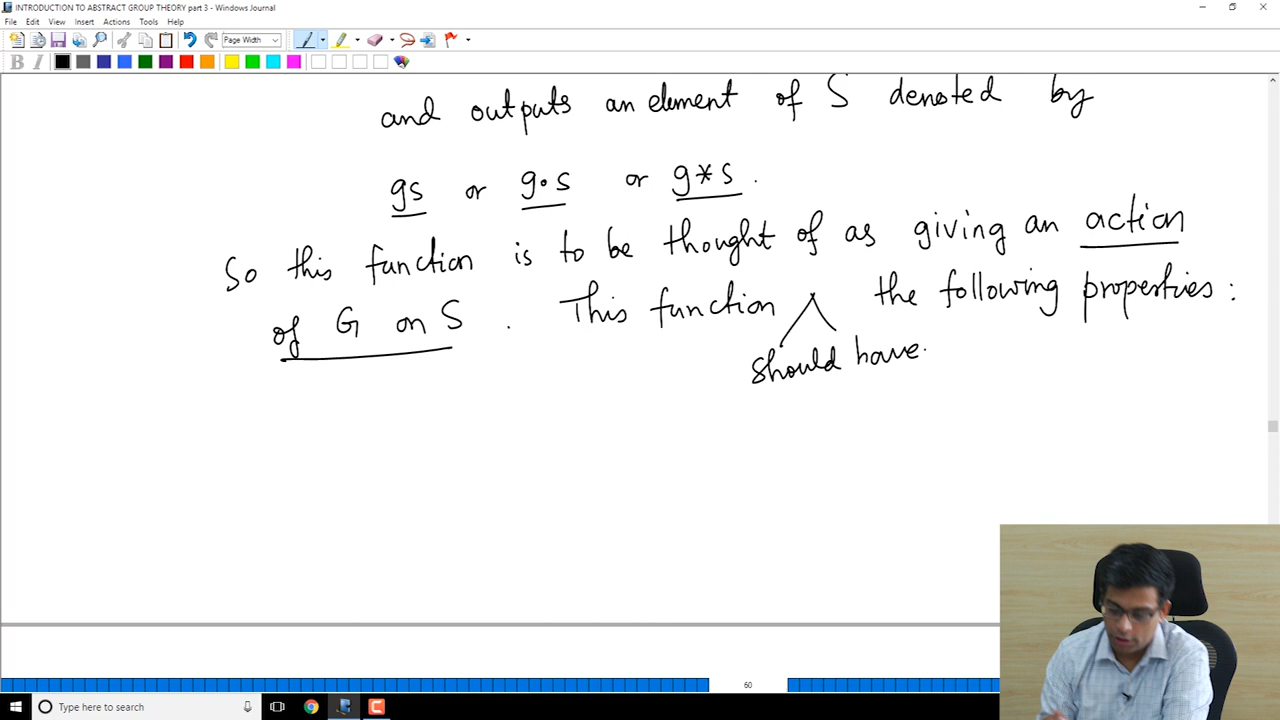 INTRODUCTION TO ABSTRACT GROUP THEORY part 3 - Windows Journal
File Edit View Insert Actions Tools Help
Page Width
B I
and outputs an element of S denoted by
gs or g•s or g*s.
So this function is to be thought of as giving an action
of G on S. This function ∧ the following properties:
should have.
60
Type here to search